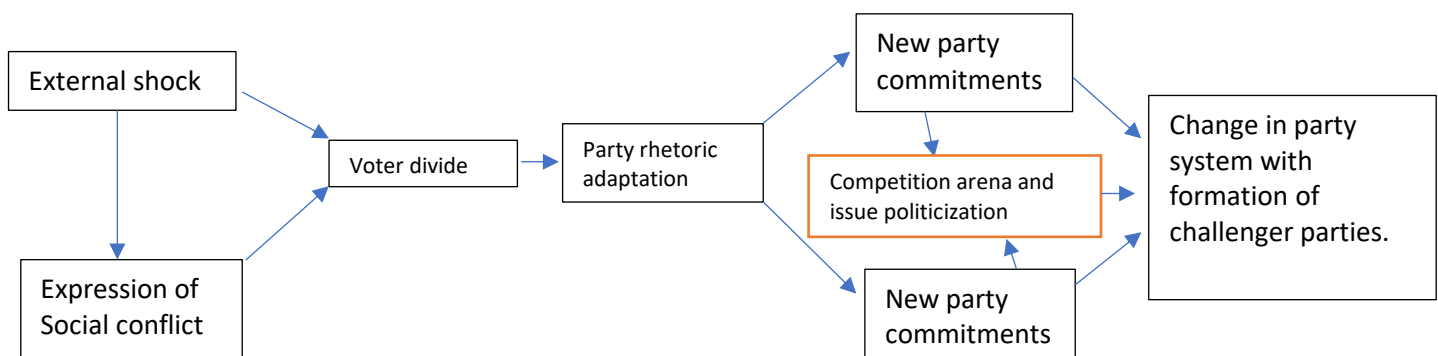 External shock
Expression of
Social conflict
Voter divide
Party rhetoric
adaptation
New party
commitments
Competition arena and
issue politicization
New party
commitments
Change in party
system with
formation of
challenger parties.